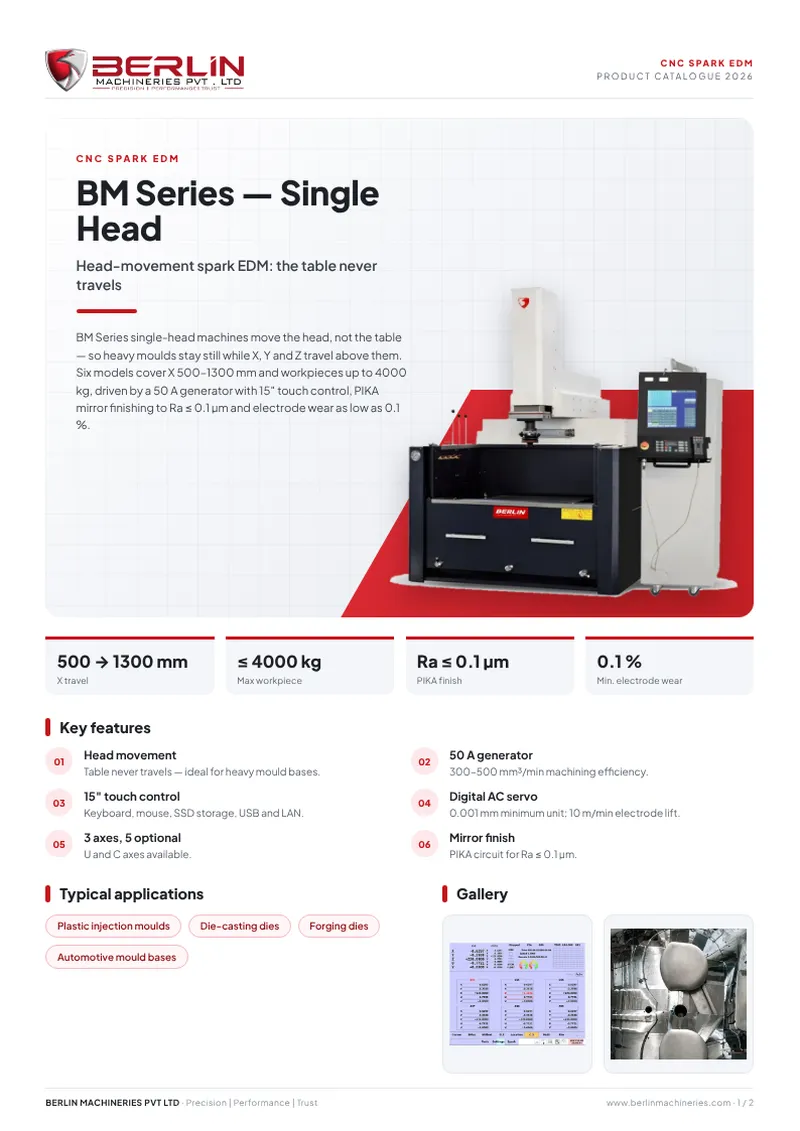 BERLIN
MACHINERIES PVT . LTD
CNC SPARK EDM
PRODUCT CATALOGUE 2026
CNC SPARK EDM
BM Series — Single
Head
Head-movement spark EDM: the table never
travels
BM Series single-head machines move the head, not the table
— so heavy moulds stay still while X, Y and Z travel above them.
Six models cover X 500–1300 mm and workpieces up to 4000
kg, driven by a 50 A generator with 15" touch control, PIKA
mirror finishing to Ra ≤ 0.1 µm and electrode wear as low as 0.1
%.
BERLIN
500 → 1300 mm
X travel
≤ 4000 kg
Max workpiece
Ra ≤ 0.1 µm
PIKA finish
0.1 %
Min. electrode wear
Key features
01 Head movement
Table never travels — ideal for heavy mould bases.
02 50 A generator
300–500 mm³/min machining efficiency.
03 15" touch control
Keyboard, mouse, SSD storage, USB and LAN.
04 Digital AC servo
0.001 mm minimum unit; 10 m/min electrode lift.
05 3 axes, 5 optional
U and C axes available.
06 Mirror finish
PIKA circuit for Ra ≤ 0.1 µm.
Typical applications
Plastic injection moulds
Die-casting dies
Forging dies
Automotive mould bases
Gallery
BERLIN MACHINERIES PVT LTD · Precision | Performance | Trust
www.berlinmachineries.com · 1 / 2